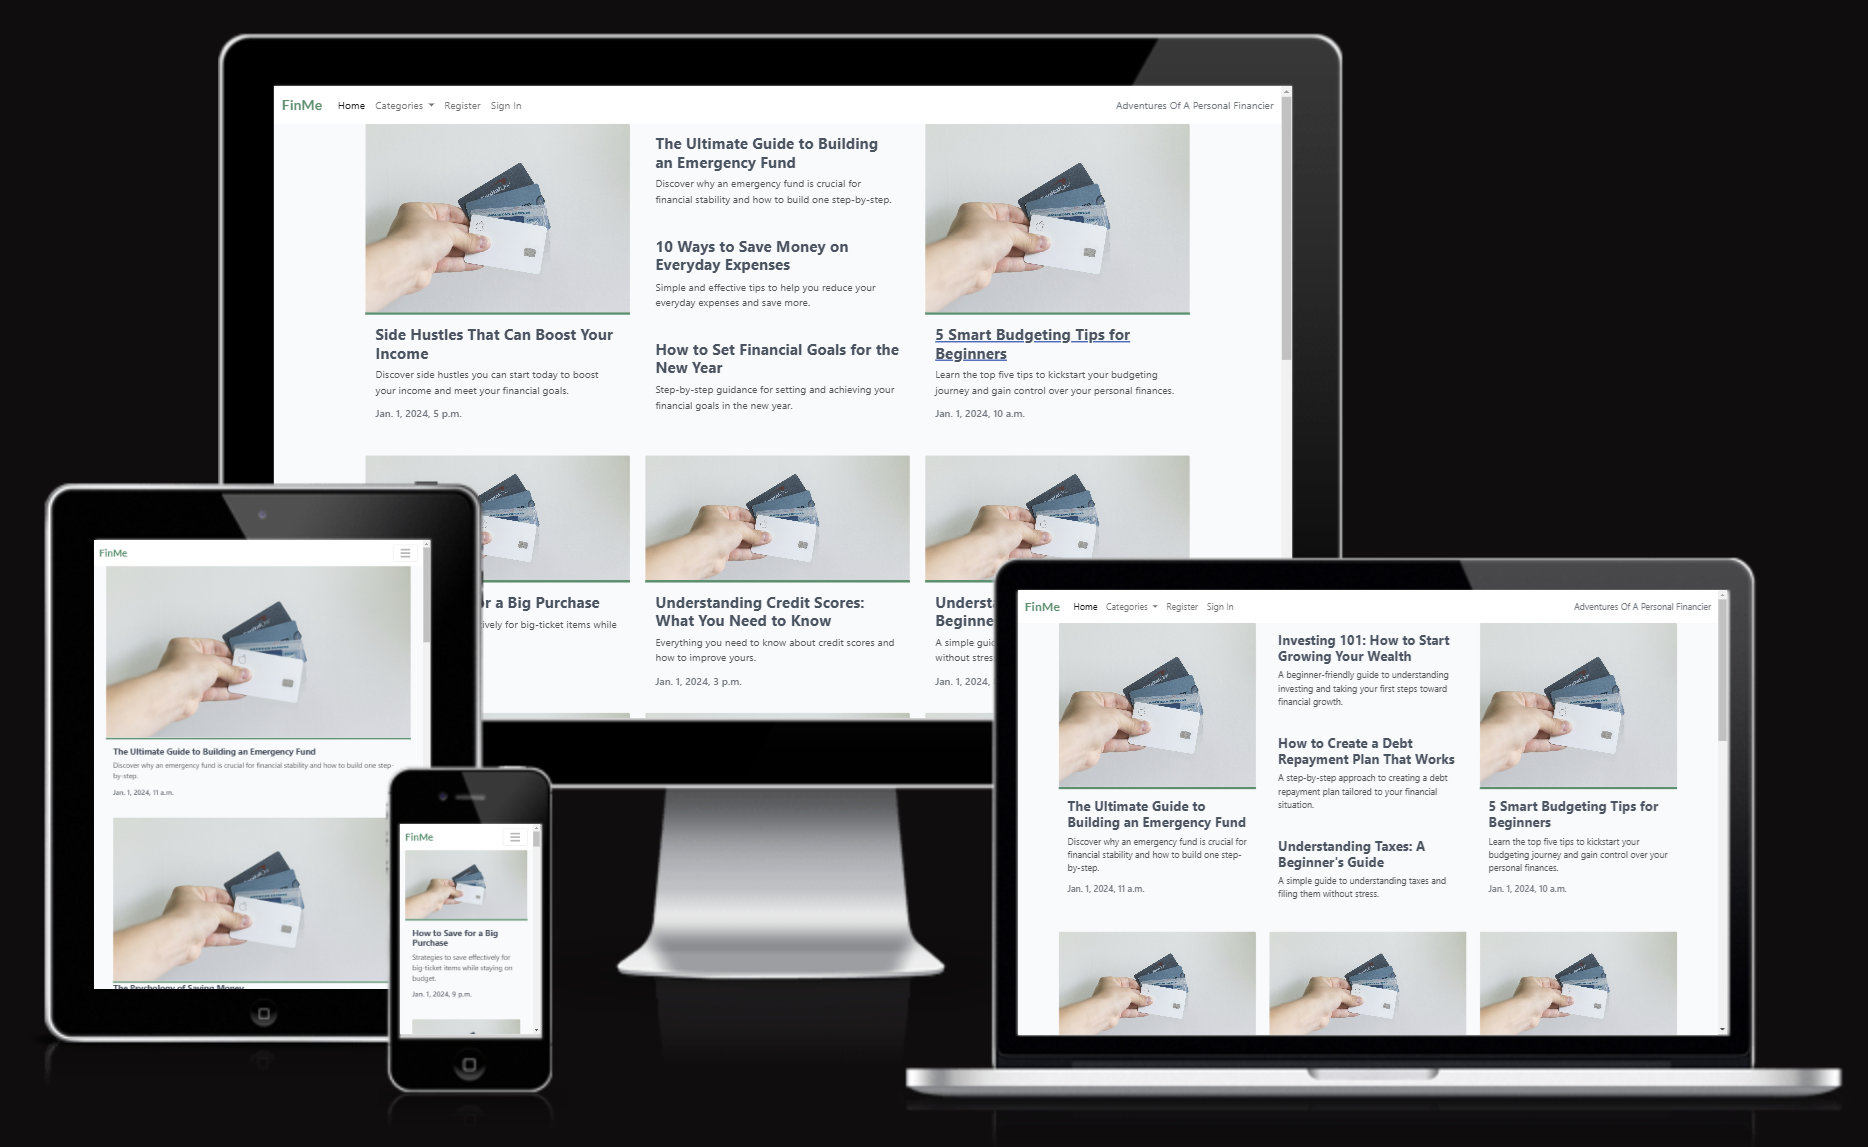 FinMe Home Categories Register Sign In Adventures Of A Personal Financier
Side Hustles That Can Boost Your
Income
Discover side hustles you can start today to boost
your income and meet your financial goals.
Jan. 1, 2024, 5 p.m.
The Ultimate Guide to Building
an Emergency Fund
Discover why an emergency fund is crucial for
financial stability and how to build one step-by-step.
10 Ways to Save Money on
Everyday Expenses
Simple and effective tips to help you reduce your
everyday expenses and save more.
How to Set Financial Goals for the
New Year
Step-by-step guidance for setting and achieving your
financial goals in the new year.
5 Smart Budgeting Tips for
Beginners
Learn the top five tips to kickstart your budgeting
journey and gain control over your personal finances.
Jan. 1, 2024, 10 a.m.
r a Big Purchase
ively for big-ticket items while
Understanding Credit Scores:
What You Need to Know
Everything you need to know about credit scores and
how to improve yours.
Jan. 1, 2024, 3 p.m.
Underst
Beginne
A simple gui
without stres
Jan. 1, 2024,
FinMe
The Ultimate Guide to Building an Emergency Fund
Discover why an emergency fund is crucial for financial stability and how to build one step-
by-step.
Jan. 1, 2024, 11 a.m.
The Psychology of Saving Money
FinMe
How to Save for a Big
Purchase
Strategies to save effectively for
big-ticket items while staying on
budget.
Jan. 1, 2024, 9 p.m.
FinMe Home Categories Register Sign In Adventures Of A Personal Financier
The Ultimate Guide to
Building an Emergency Fund
Discover why an emergency fund is crucial for
financial stability and how to build one step-
by-step.
Jan. 1, 2024, 11 a.m.
Investing 101: How to Start
Growing Your Wealth
A beginner-friendly guide to understanding
investing and taking your first steps toward
financial growth.
How to Create a Debt
Repayment Plan That Works
A step-by-step approach to creating a debt
repayment plan tailored to your financial
situation.
Understanding Taxes: A
Beginner's Guide
A simple guide to understanding taxes and
filing them without stress.
5 Smart Budgeting Tips for
Beginners
Learn the top five tips to kickstart your
budgeting journey and gain control over your
personal finances.
Jan. 1, 2024, 10 a.m.